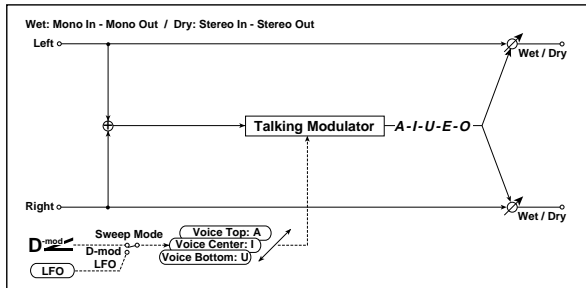 Wet: Mono In - Mono Out / Dry: Stereo In - Stereo Out
Left
Wet / Dry
Talking Modulator
A-I-U-E-O
Right
Wet / Dry
Sweep Mode
D-mod
D-mod
LFO
LFO
Voice Top: A
Voice Center: I
Voice Bottom: U